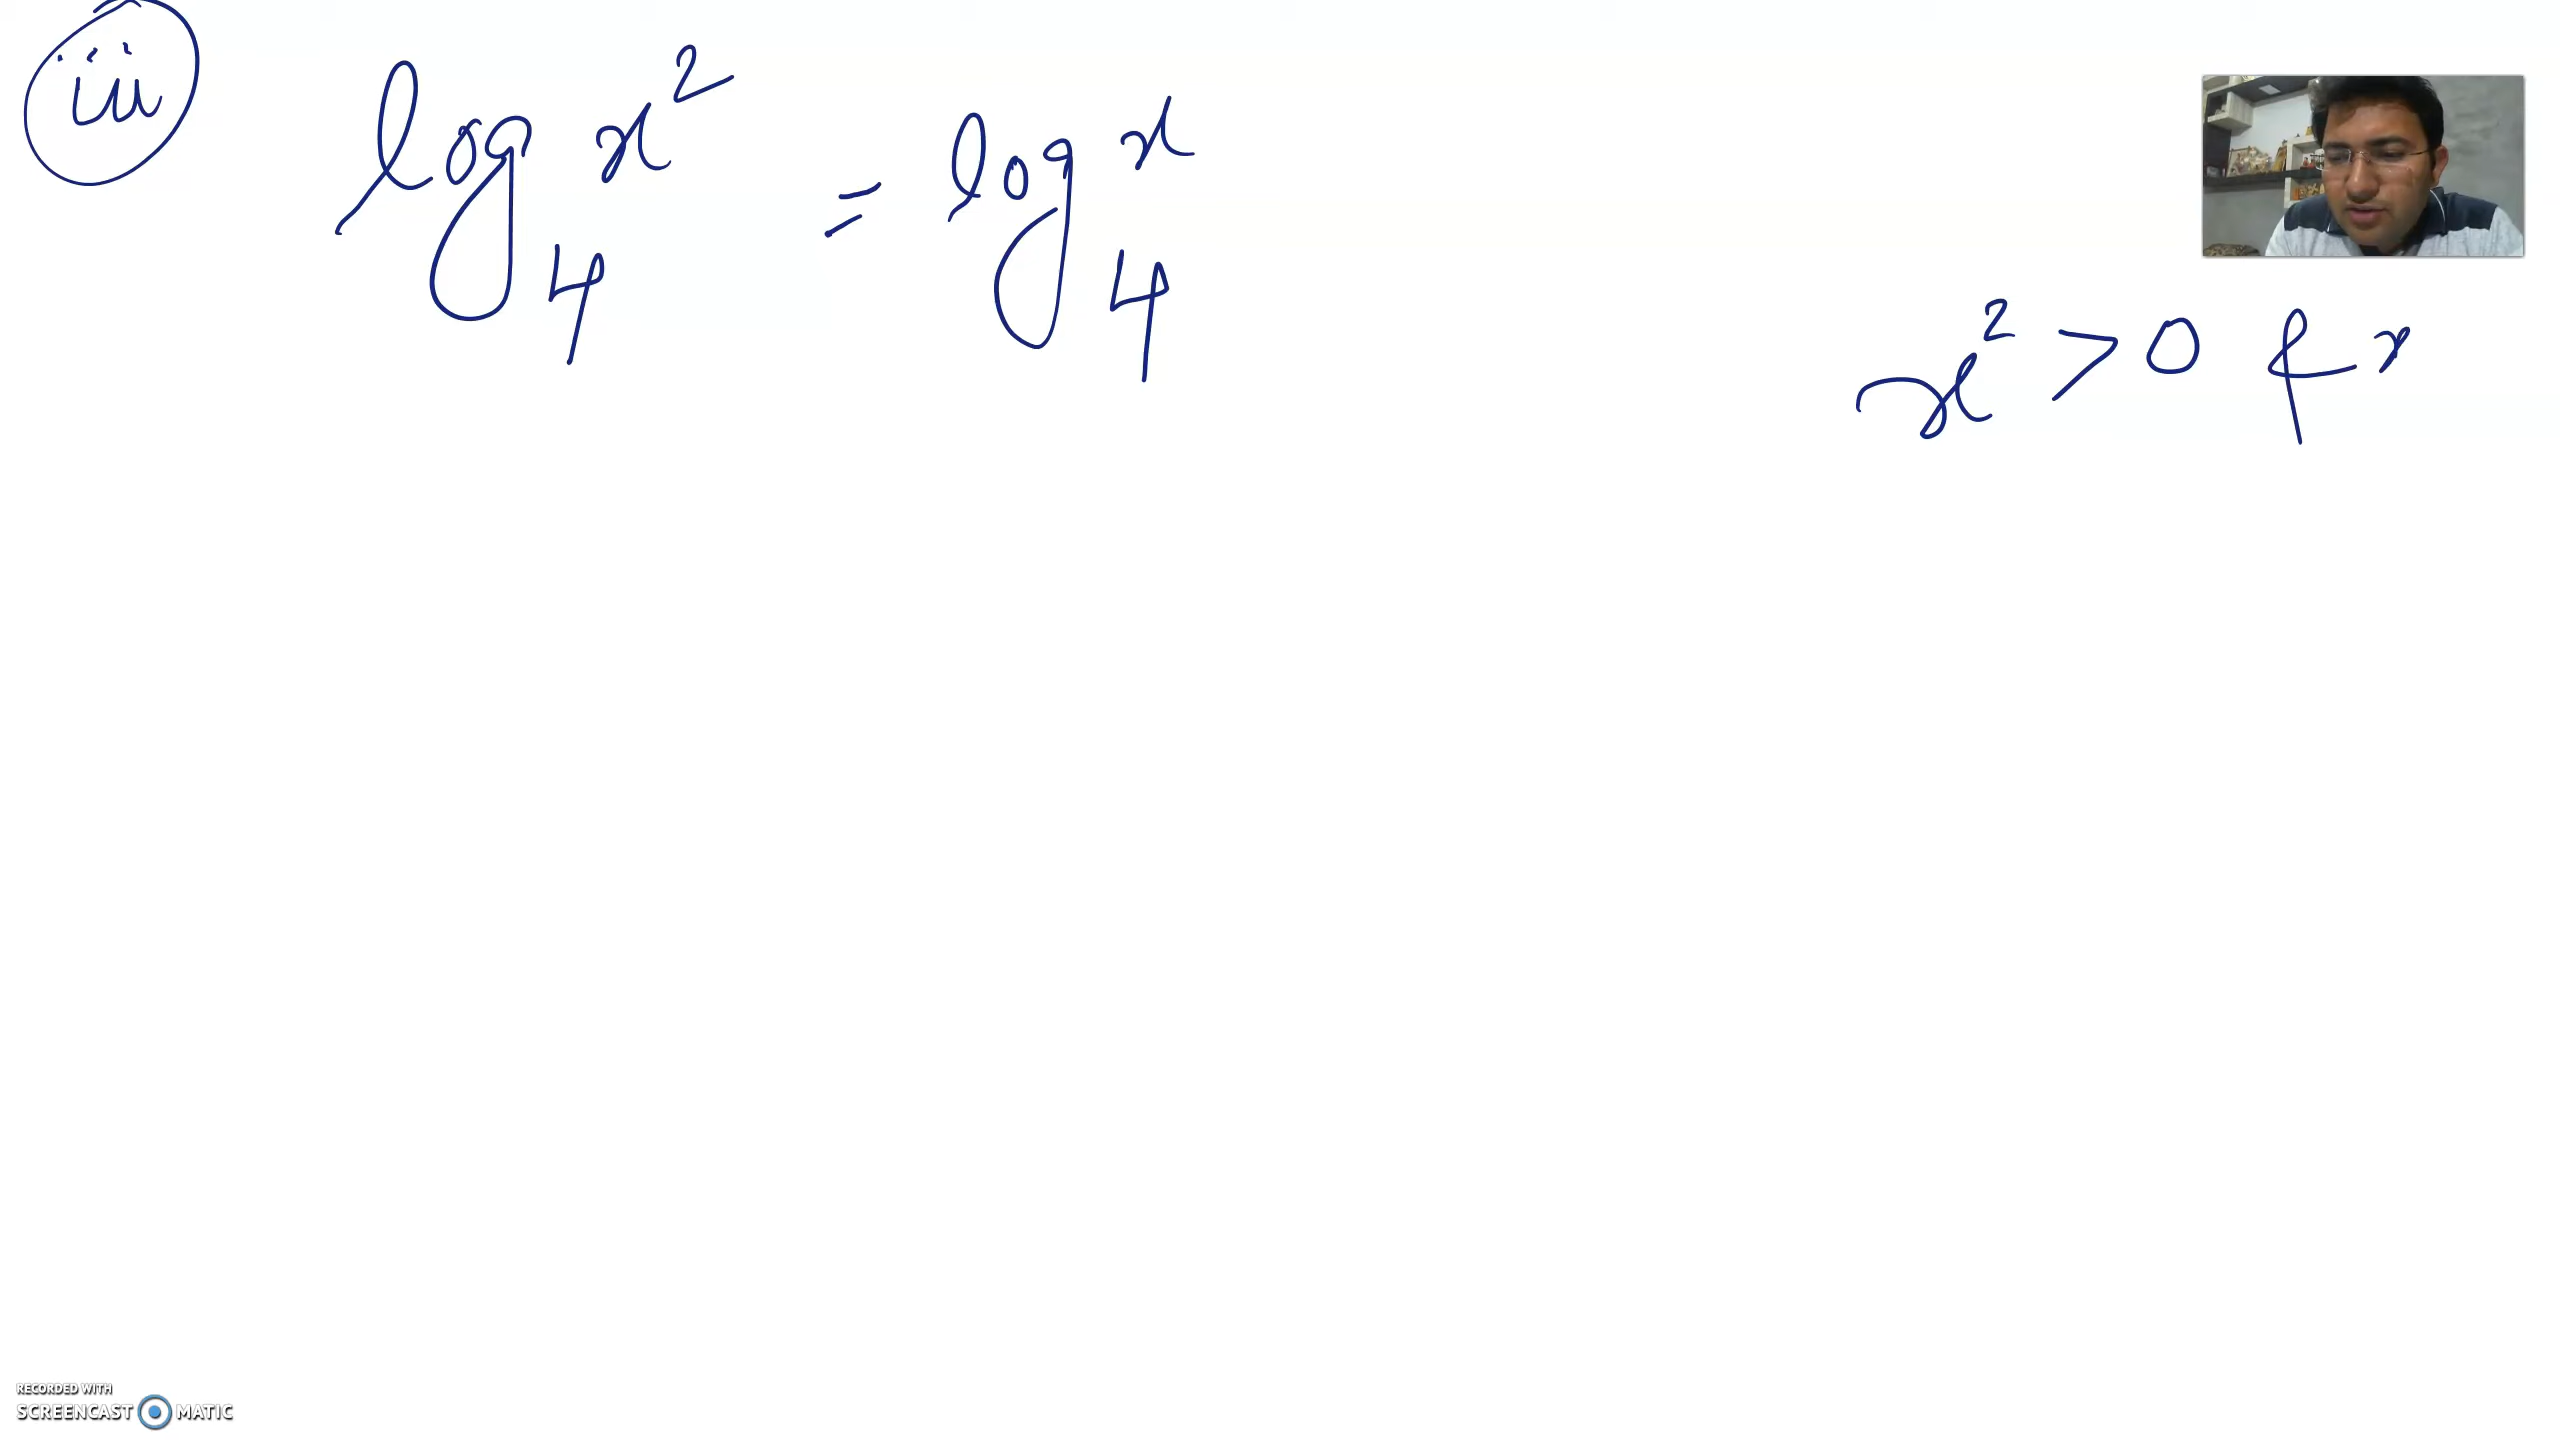 iii log₄ x² = log₄ x
x² > 0 & x
RECORDED WITH
SCREENCAST MATIC